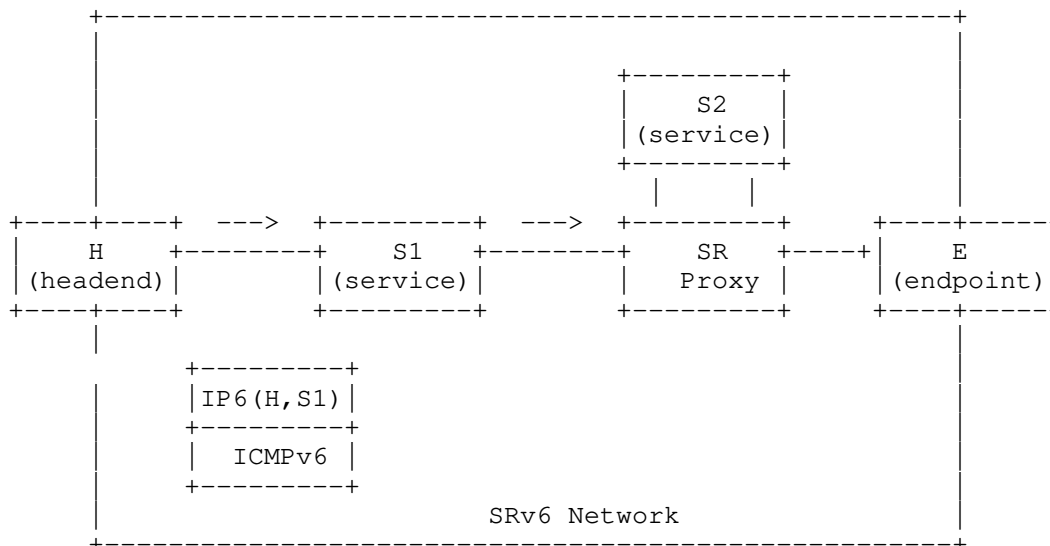 S2
(service)
---> --->
H S1 SR E
(headend) (service) Proxy (endpoint)
IP6(H,S1)
ICMPv6
SRv6 Network